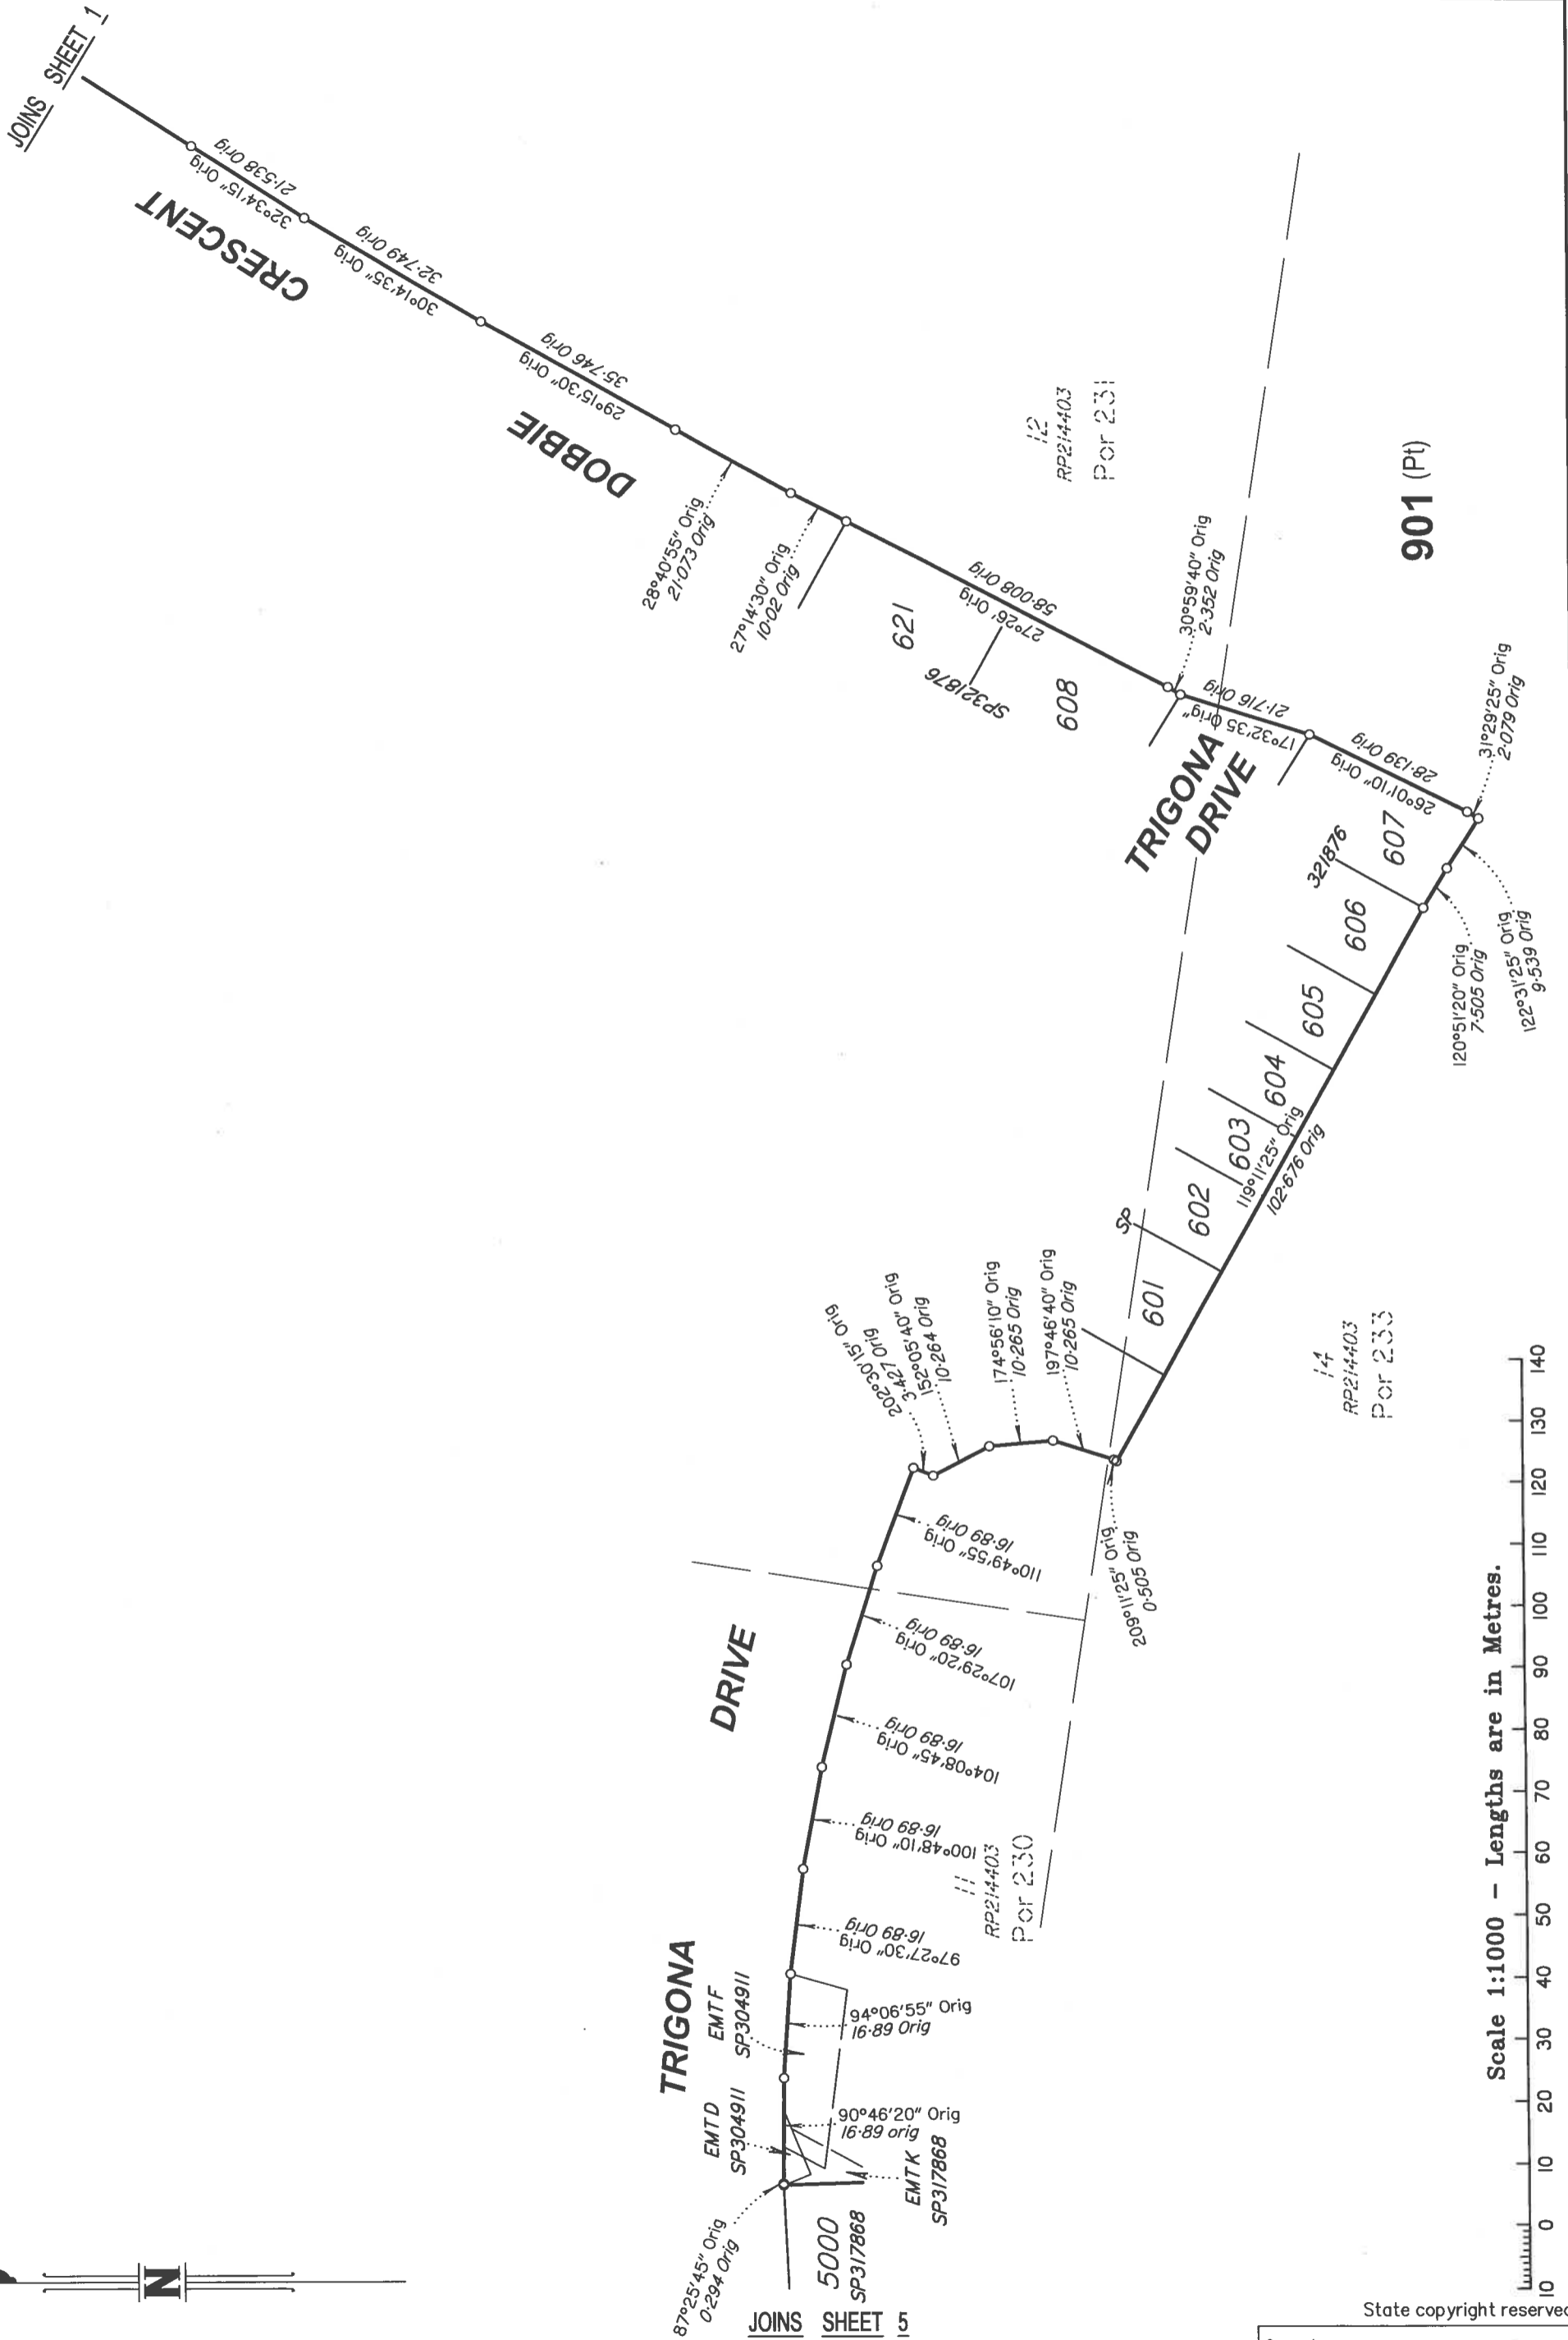 JOINS SHEET 1
CRESCENT
32°34'15" Orig
21·538 Orig
30°14'35" Orig
32·749 Orig
29°15'30" Orig
35·746 Orig
DOBBIE
28°40'55" Orig
21·073 Orig
27°14'30" Orig
10·02 Orig
12
RP214403
Por 231
621
27°26' Orig
58·008 Orig
SP321876
608
30°59'40" Orig
2·352 Orig
901 (Pt)
17°32'35" Orig
21·716 Orig
TRIGONA
DRIVE
26°01'10" Orig
28·139 Orig
31°29'25" Orig
2·079 Orig
607
321876
606
605
604
603
602
601
SP
120°51'20" Orig
7·505 Orig
122°31'25" Orig
9·539 Orig
119°11'25" Orig
102·676 Orig
202°30'15" Orig
3·427 Orig
152°05'40" Orig
10·264 Orig
174°56'10" Orig
10·265 Orig
197°46'40" Orig
10·265 Orig
209°11'25" Orig
0·505 Orig
14
RP214403
Por 233
DRIVE
16·89 Orig
110°49'55" Orig
16·89 Orig
107°29'20" Orig
16·89 Orig
104°08'45" Orig
16·89 Orig
100°48'10" Orig
16·89 Orig
97°27'30" Orig
11
RP214403
Por 230
TRIGONA
EMT F
SP304911
94°06'55" Orig
16·89 Orig
EMT D
SP304911
90°46'20" Orig
16·89 orig
EMT K
SP317868
87°25'45" Orig
0·294 Orig
5000
SP317868
JOINS SHEET 5
N
Scale 1:1000 – Lengths are in Metres.
10 0 10 20 30 40 50 60 70 80 90 100 110 120 130 140
State copyright reserved